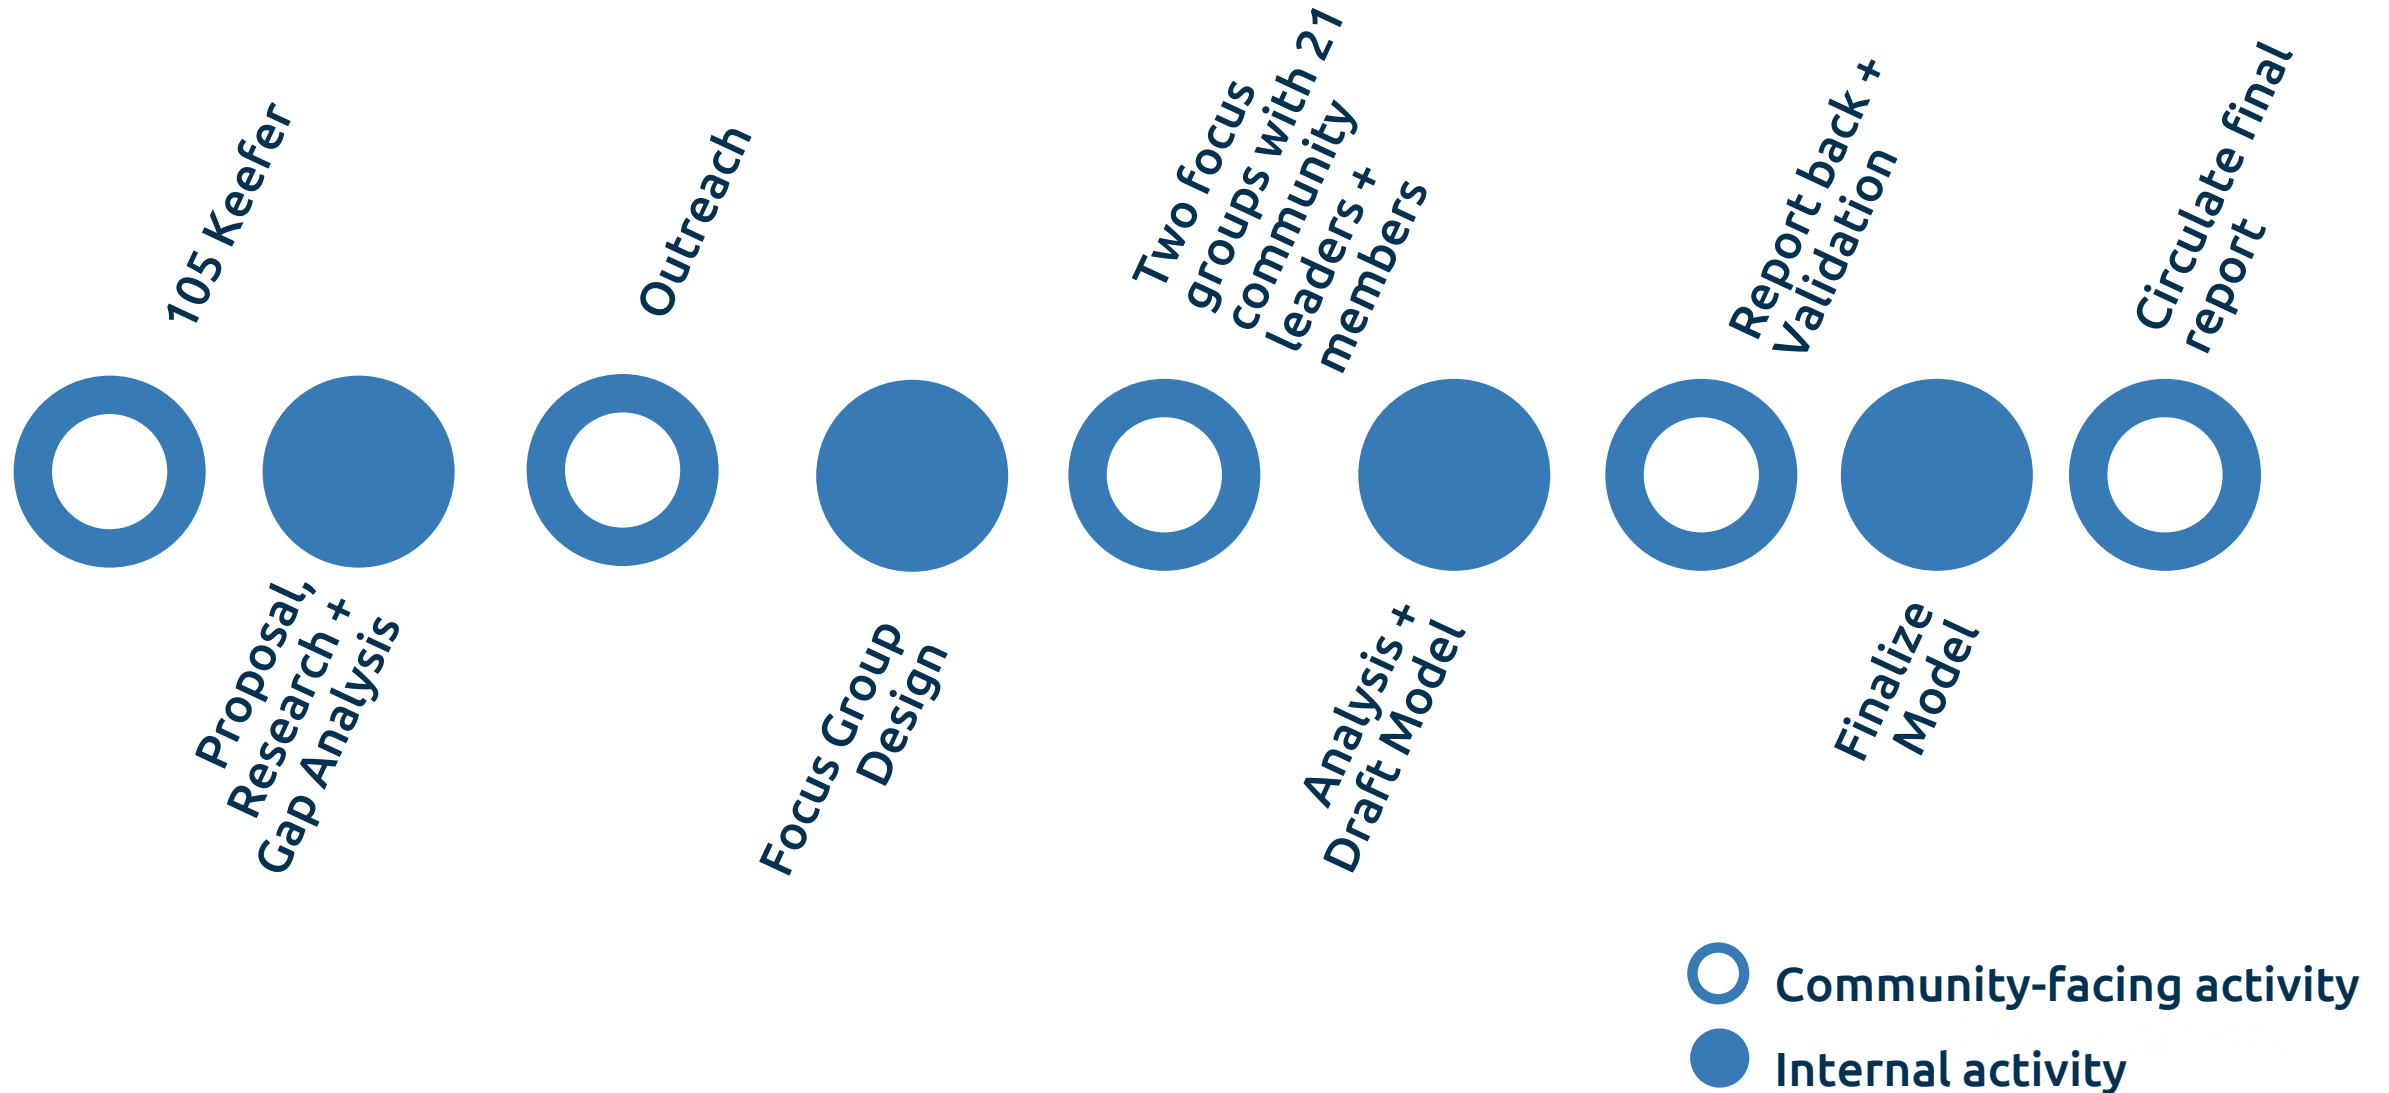 105 Keefer
Proposal,
Research +
Gap Analysis
Outreach
Focus Group
Design
Two focus
groups with 21
community
leaders +
members
Analysis +
Draft Model
Report back +
Validation
Finalize
Model
Circulate final
report
Community-facing activity
Internal activity